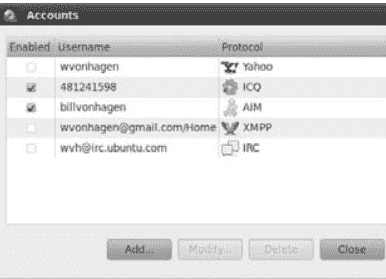 Accounts
Enabled Username Protocol
wvonhagen Yahoo
481241598 ICQ
billvonhagen AIM
wvonhagen@gmail.com/Home XMPP
wvh@irc.ubuntu.com IRC
Add... Modify... Delete Close